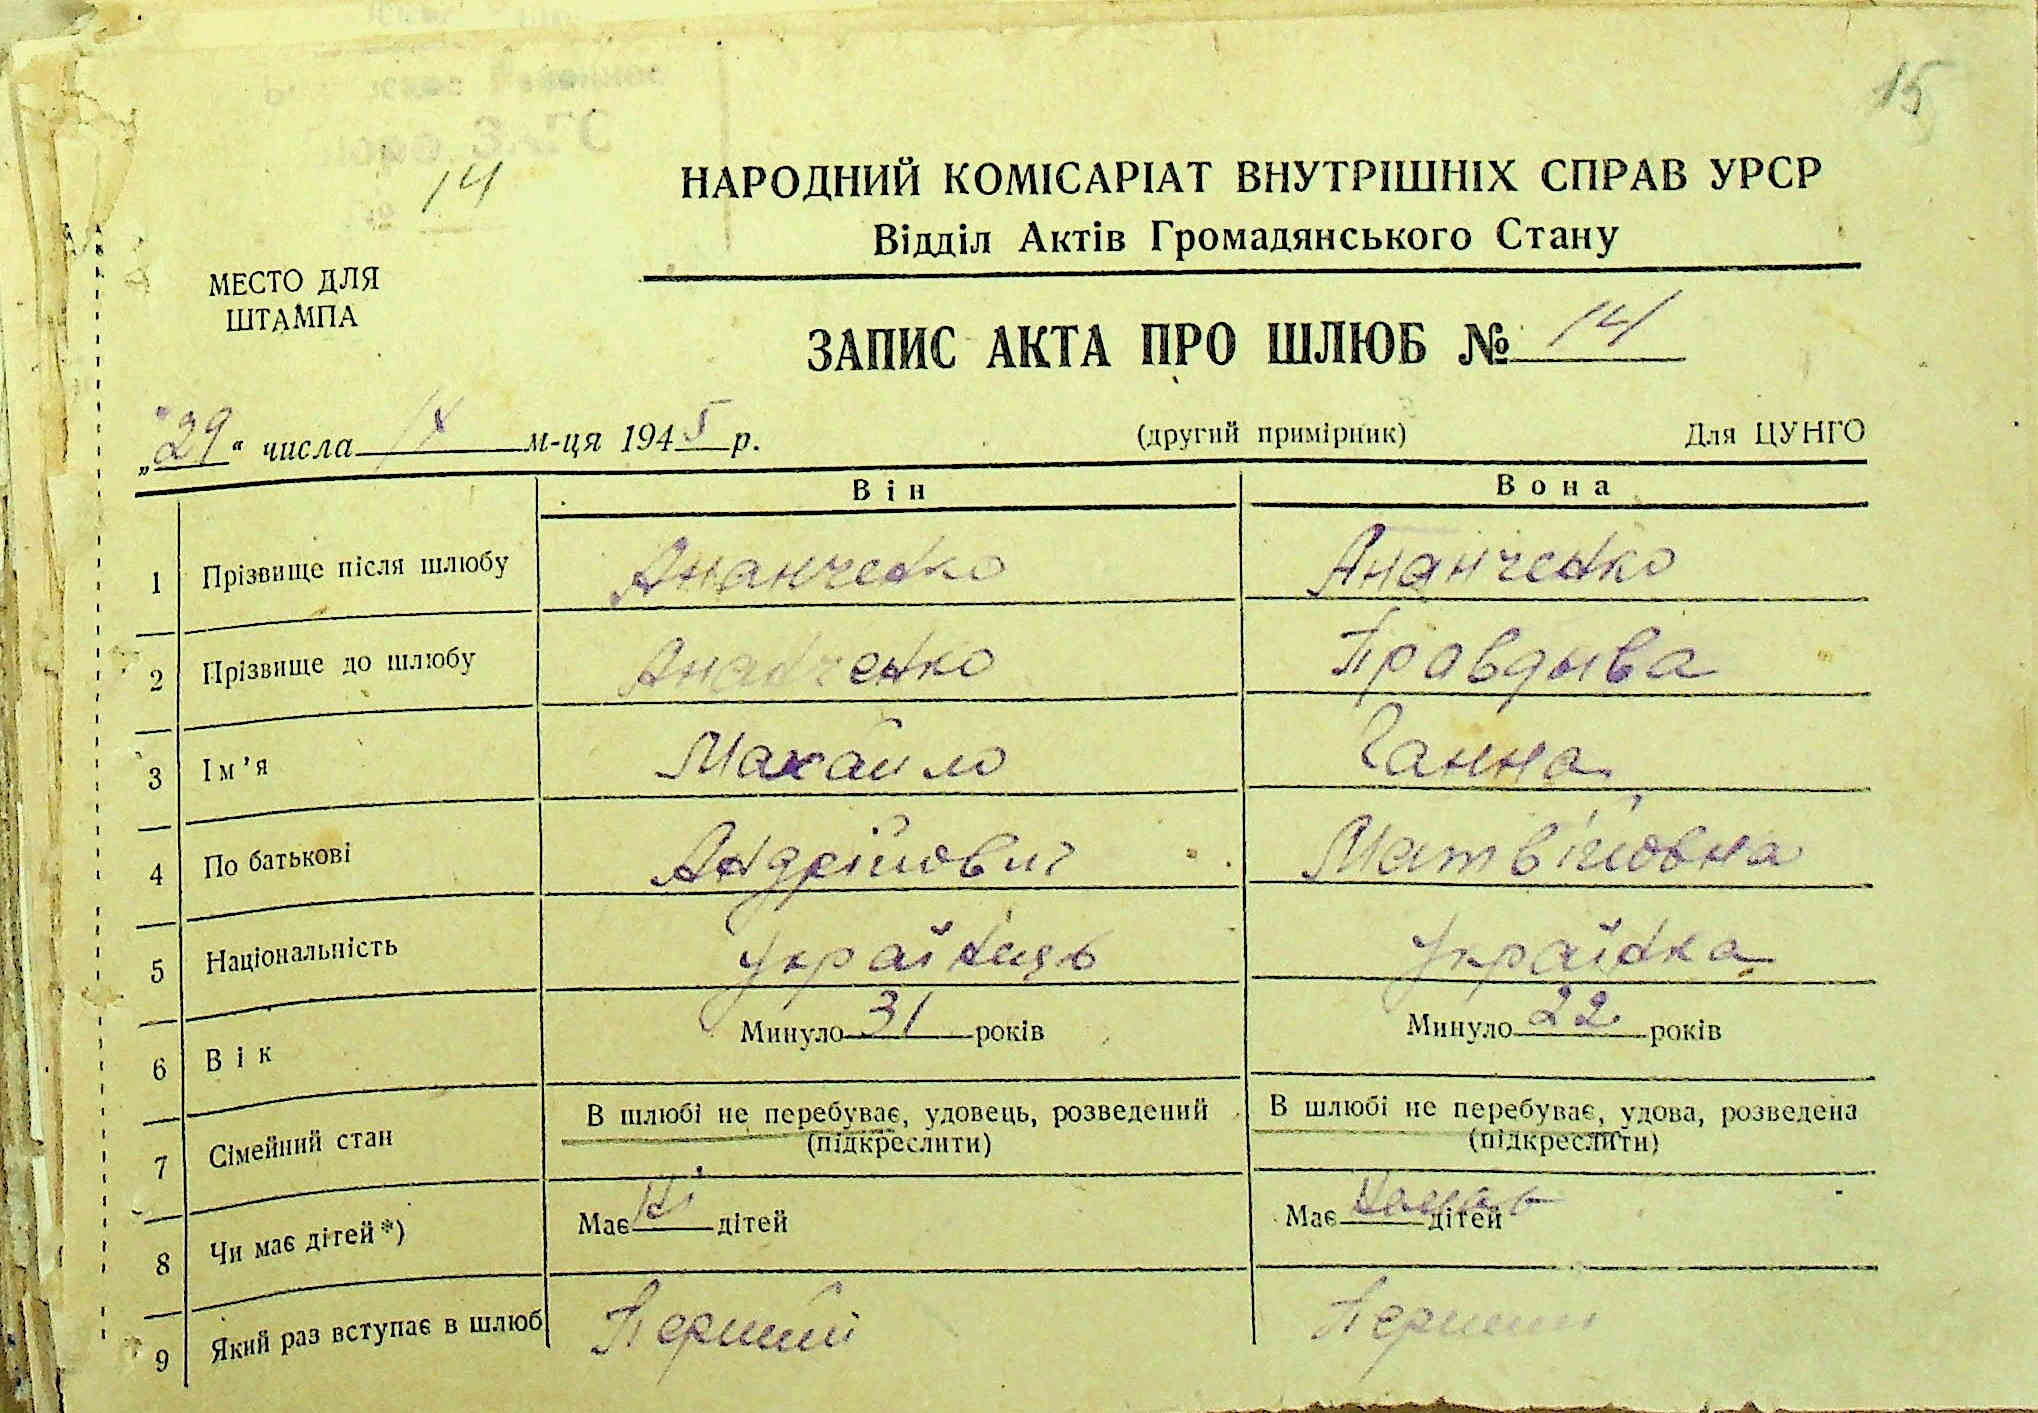 15
14
НАРОДНИЙ КОМІСАРІАТ ВНУТРІШНІХ СПРАВ УРСР
Відділ Актів Громадянського Стану
МЕСТО ДЛЯ
ШТАМПА
ЗАПИС АКТА ПРО ШЛЮБ № 14
„29“ числа IX м-ця 1945 р. (другий примірник) Для ЦУНГО
Він Вона
1 Прізвище після шлюбу Ананченко Ананченко
2 Прізвище до шлюбу Ананченко Правдыва
3 Ім’я Махайло Ганна
4 По батькові Андрійович Матвійовна
5 Національність Українець Українка
6 Вік Минуло 31 років Минуло 22 років
7 Сімейний стан В шлюбі не перебуває, удовець, розведений В шлюбі не перебуває, удова, розведена
(підкреслити) (підкреслити)
8 Чи має дітей *) Має ні дітей Має дітей
9 Який раз вступає в шлюб Перший Перший